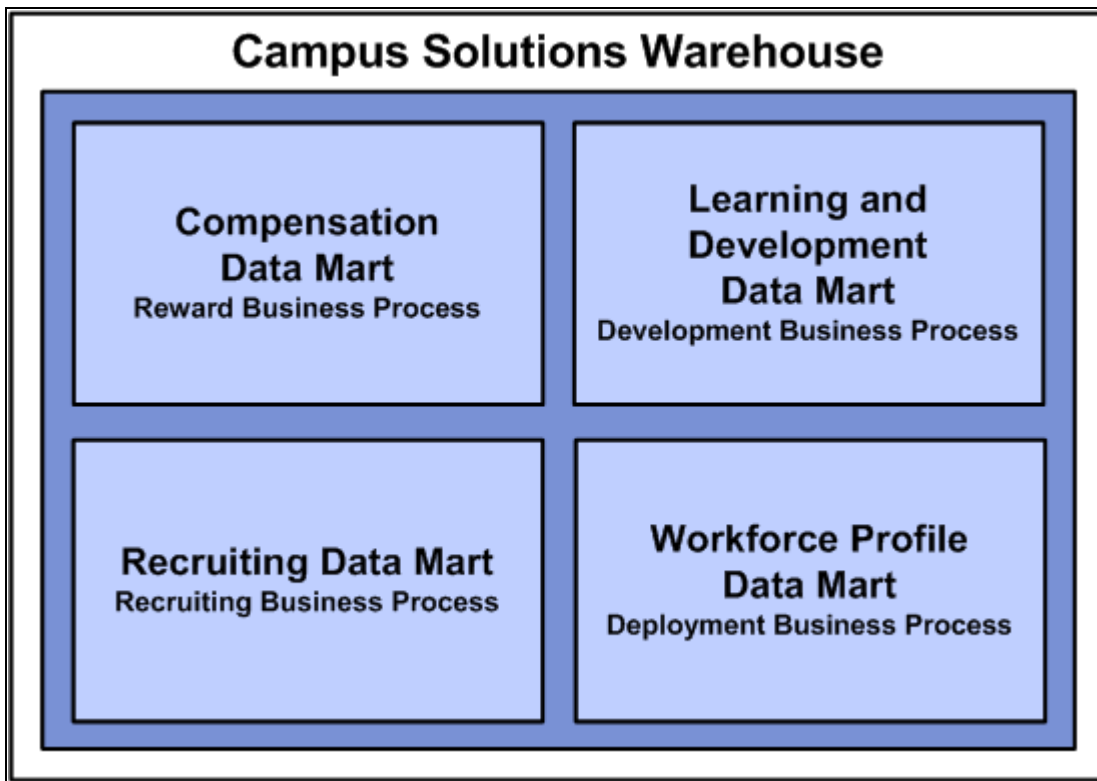 Campus Solutions Warehouse
Compensation
Data Mart
Reward Business Process
Learning and
Development
Data Mart
Development Business Process
Recruiting Data Mart
Recruiting Business Process
Workforce Profile
Data Mart
Deployment Business Process